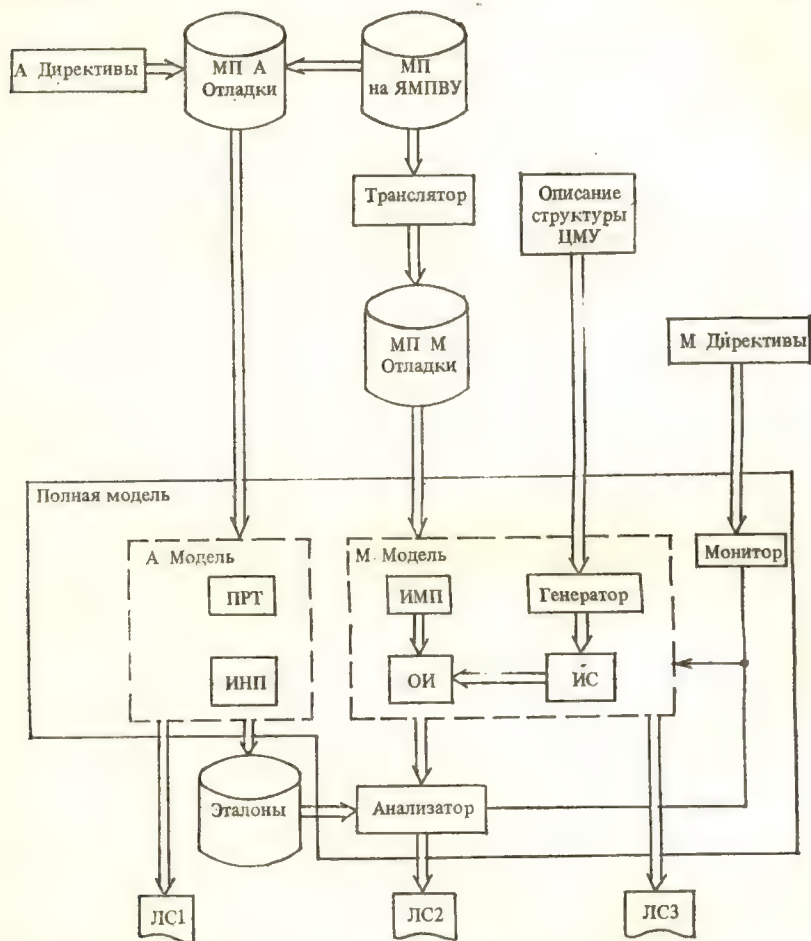 А Директивы
МП А
Отладки
МП
на ЯМПВУ
Транслятор
Описание
структуры
ЦМУ
МП М
Отладки
М Директивы
Полная модель
А Модель
М Модель
Монитор
ПРТ
ИМП
Генератор
ИНП
ОИ
ИС
Эталоны
Анализатор
ЛС1
ЛС2
ЛС3